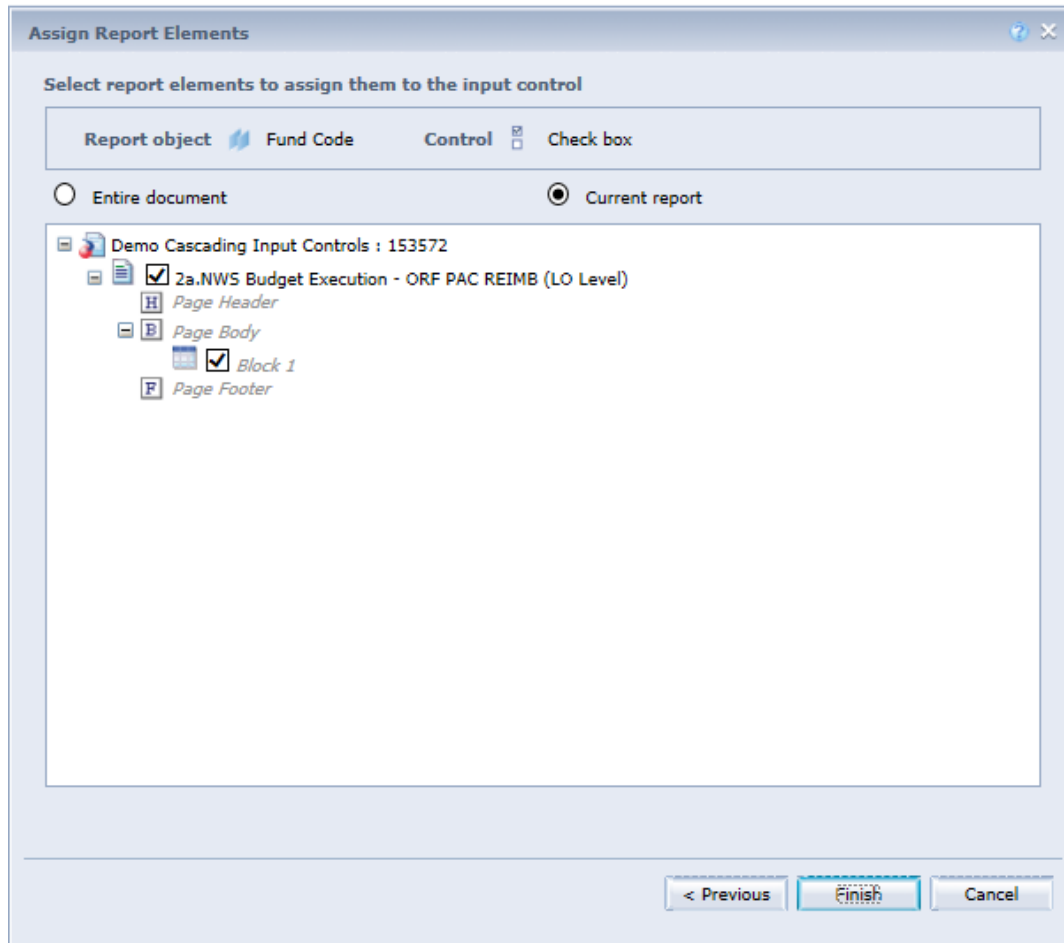 Assign Report Elements
Select report elements to assign them to the input control
Report object Fund Code Control Check box
Entire document Current report
Demo Cascading Input Controls : 153572
2a.NWS Budget Execution - ORF PAC REIMB (LO Level)
H Page Header
B Page Body
Block 1
F Page Footer
< Previous Finish Cancel